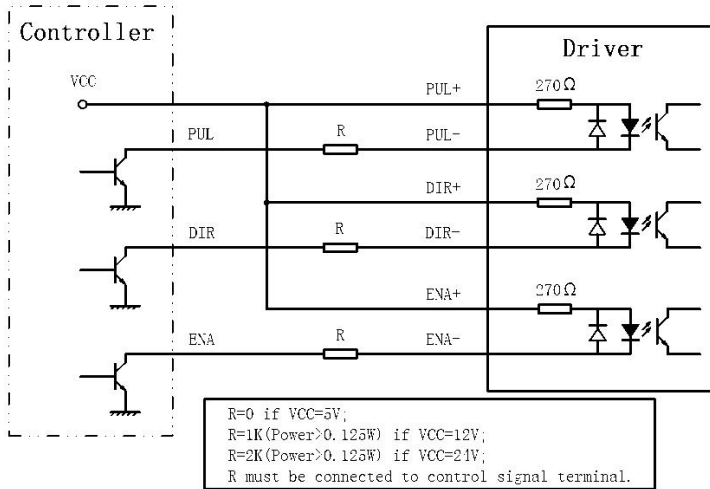 Controller
Driver
VCC
PUL+
270Ω
PUL
R
PUL-
DIR+
270Ω
DIR
R
DIR-
ENA+
270Ω
ENA
R
ENA-
R=0 if VCC=5V;
R=1K(Power>0.125W) if VCC=12V;
R=2K(Power>0.125W) if VCC=24V;
R must be connected to control signal terminal.